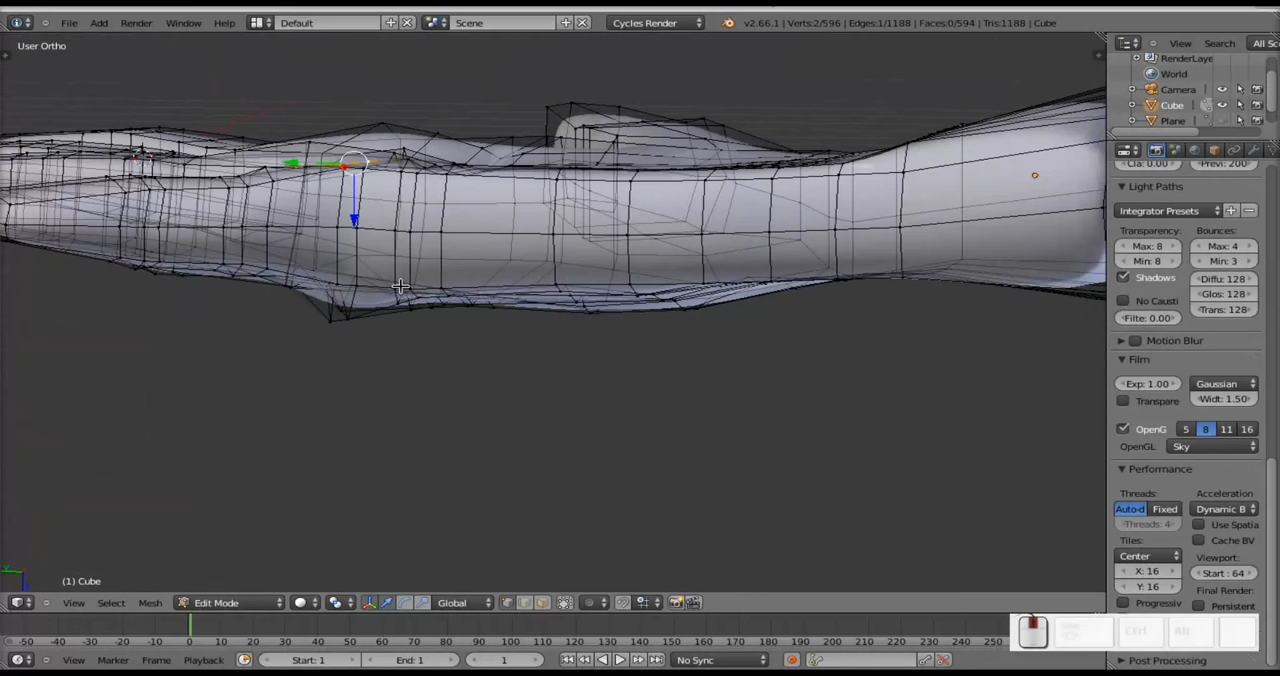 File Add Render Window Help Default Scene Cycles Render v2.66.1 | Verts:2/596 | Edges:1/1188 | Faces:0/594 | Tris:1188 | Cube
User Ortho
View Search All Sc
RenderLaye
World
Camera
Cube
Plane
Cla: 0.00 Previ: 200
Light Paths
Integrator Presets
Transparency: Bounces:
Max: 8 Max: 4
Min: 8 Min: 3
Shadows Diffu: 128
No Causti Glos: 128
Filte: 0.00 Trans: 128
Motion Blur
Film
Exp: 1.00 Gaussian
Transpare Widt: 1.50
OpenG 5 8 11 16
OpenGL: Sky
Performance
Threads: Acceleration
Auto-d Fixed Dynamic B
Threads: 4 Use Spatia
Tiles: Cache BV
Center Viewport:
X: 16 Start : 64
Y: 16 Final Render:
Progressiv Persistent
(1) Cube
View Select Mesh Edit Mode Global
Ctrl Alt
-50 -40 -30 -20 -10 0 10 20 30 40 50 60 70 80 90 100 110 120 130 140 150 160 170 180 190 200 210 220 230 240 250
View Marker Frame Playback Start: 1 End: 1 1 No Sync
Post Processing